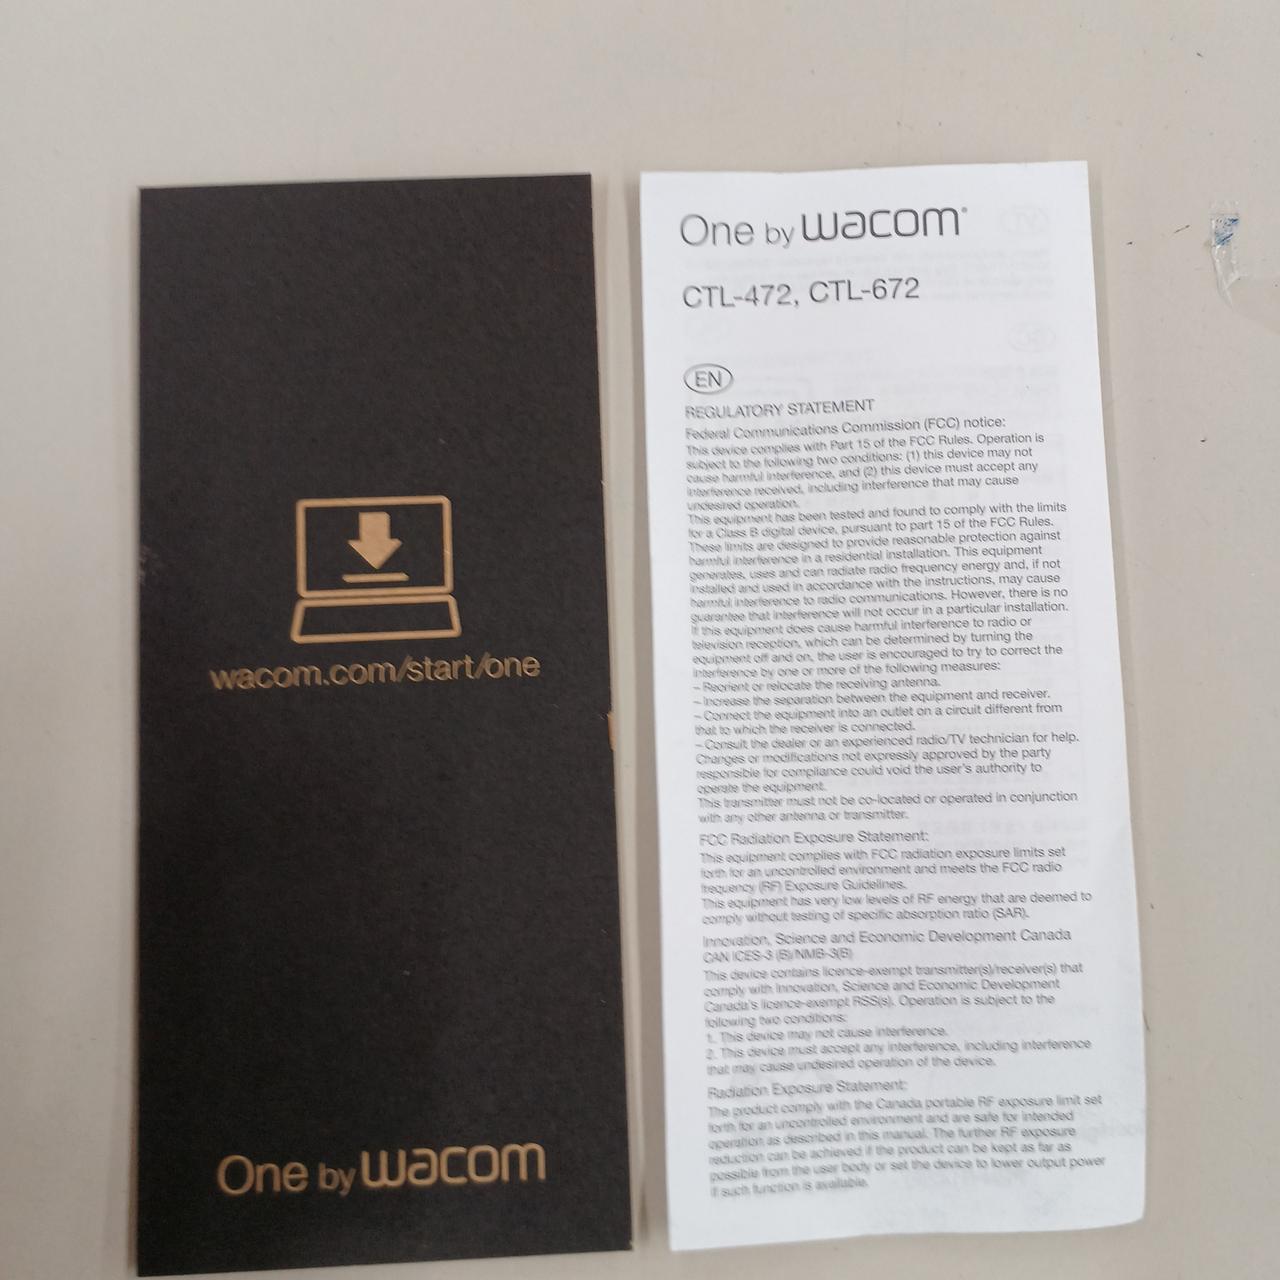 wacom.com/start/one
One by wacom
One by wacom®
CTL-472, CTL-672
EN
REGULATORY STATEMENT
Federal Communications Commission (FCC) notice:
This device complies with Part 15 of the FCC Rules. Operation is
subject to the following two conditions: (1) this device may not
cause harmful interference, and (2) this device must accept any
interference received, including interference that may cause
undesired operation.
This equipment has been tested and found to comply with the limits
for a Class B digital device, pursuant to part 15 of the FCC Rules.
These limits are designed to provide reasonable protection against
harmful interference in a residential installation. This equipment
generates, uses and can radiate radio frequency energy and, if not
installed and used in accordance with the instructions, may cause
harmful interference to radio communications. However, there is no
guarantee that interference will not occur in a particular installation.
If this equipment does cause harmful interference to radio or
television reception, which can be determined by turning the
equipment off and on, the user is encouraged to try to correct the
interference by one or more of the following measures:
– Reorient or relocate the receiving antenna.
– Increase the separation between the equipment and receiver.
– Connect the equipment into an outlet on a circuit different from
that to which the receiver is connected.
– Consult the dealer or an experienced radio/TV technician for help.
Changes or modifications not expressly approved by the party
responsible for compliance could void the user's authority to
operate the equipment.
This transmitter must not be co-located or operated in conjunction
with any other antenna or transmitter.
FCC Radiation Exposure Statement:
This equipment complies with FCC radiation exposure limits set
forth for an uncontrolled environment and meets the FCC radio
frequency (RF) Exposure Guidelines.
This equipment has very low levels of RF energy that are deemed to
comply without testing of specific absorption ratio (SAR).
Innovation, Science and Economic Development Canada
CAN ICES-3 (B)/NMB-3(B)
This device contains licence-exempt transmitter(s)/receiver(s) that
comply with Innovation, Science and Economic Development
Canada's licence-exempt RSS(s). Operation is subject to the
following two conditions:
1. This device may not cause interference.
2. This device must accept any interference, including interference
that may cause undesired operation of the device.
Radiation Exposure Statement:
The product comply with the Canada portable RF exposure limit set
forth for an uncontrolled environment and are safe for intended
operation as described in this manual. The further RF exposure
reduction can be achieved if the product can be kept as far as
possible from the user body or set the device to lower output power
if such function is available.